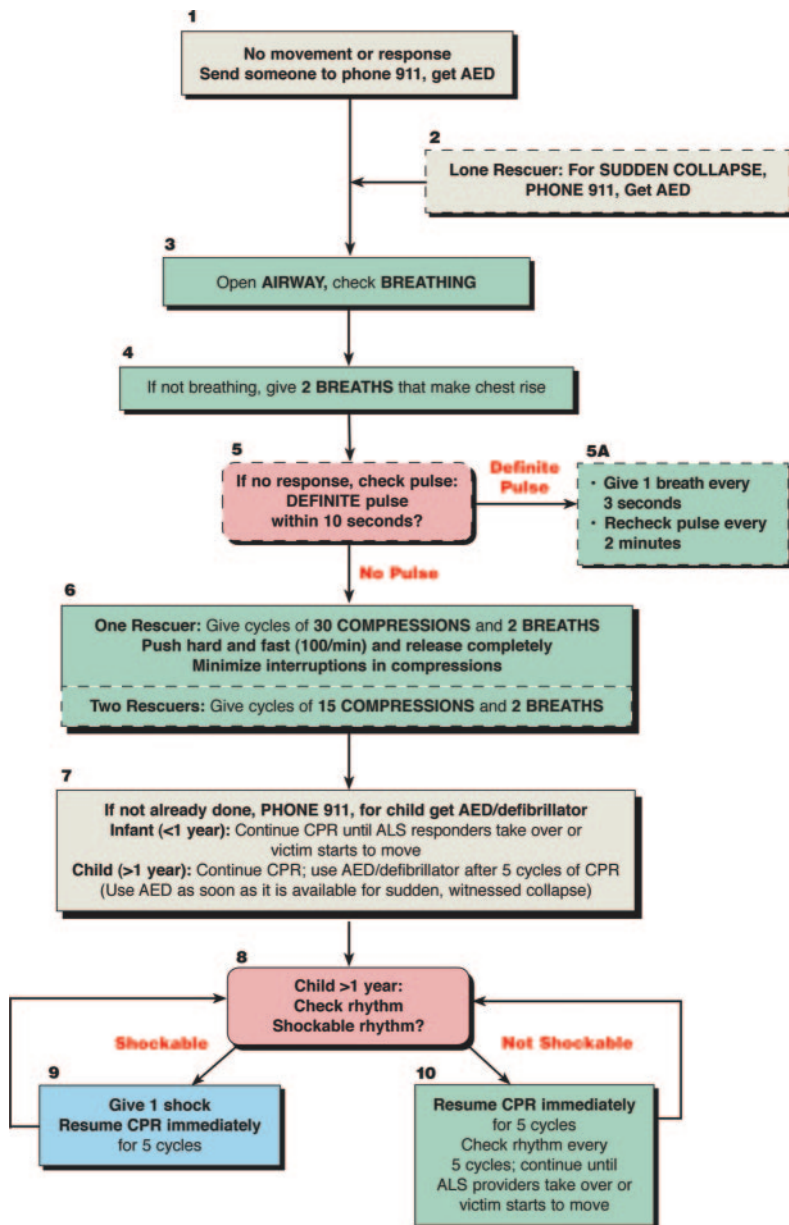 1
No movement or response
Send someone to phone 911, get AED
2
Lone Rescuer: For SUDDEN COLLAPSE,
PHONE 911, Get AED
3
Open AIRWAY, check BREATHING
4
If not breathing, give 2 BREATHS that make chest rise
5
If no response, check pulse:
DEFINITE pulse
within 10 seconds?
Definite
Pulse
5A
• Give 1 breath every
3 seconds
• Recheck pulse every
2 minutes
No Pulse
6
One Rescuer: Give cycles of 30 COMPRESSIONS and 2 BREATHS
Push hard and fast (100/min) and release completely
Minimize interruptions in compressions
Two Rescuers: Give cycles of 15 COMPRESSIONS and 2 BREATHS
7
If not already done, PHONE 911, for child get AED/defibrillator
Infant (<1 year): Continue CPR until ALS responders take over or
victim starts to move
Child (>1 year): Continue CPR; use AED/defibrillator after 5 cycles of CPR
(Use AED as soon as it is available for sudden, witnessed collapse)
8
Child >1 year:
Check rhythm
Shockable rhythm?
Shockable
Not Shockable
9
Give 1 shock
Resume CPR immediately
for 5 cycles
10
Resume CPR immediately
for 5 cycles
Check rhythm every
5 cycles; continue until
ALS providers take over or
victim starts to move